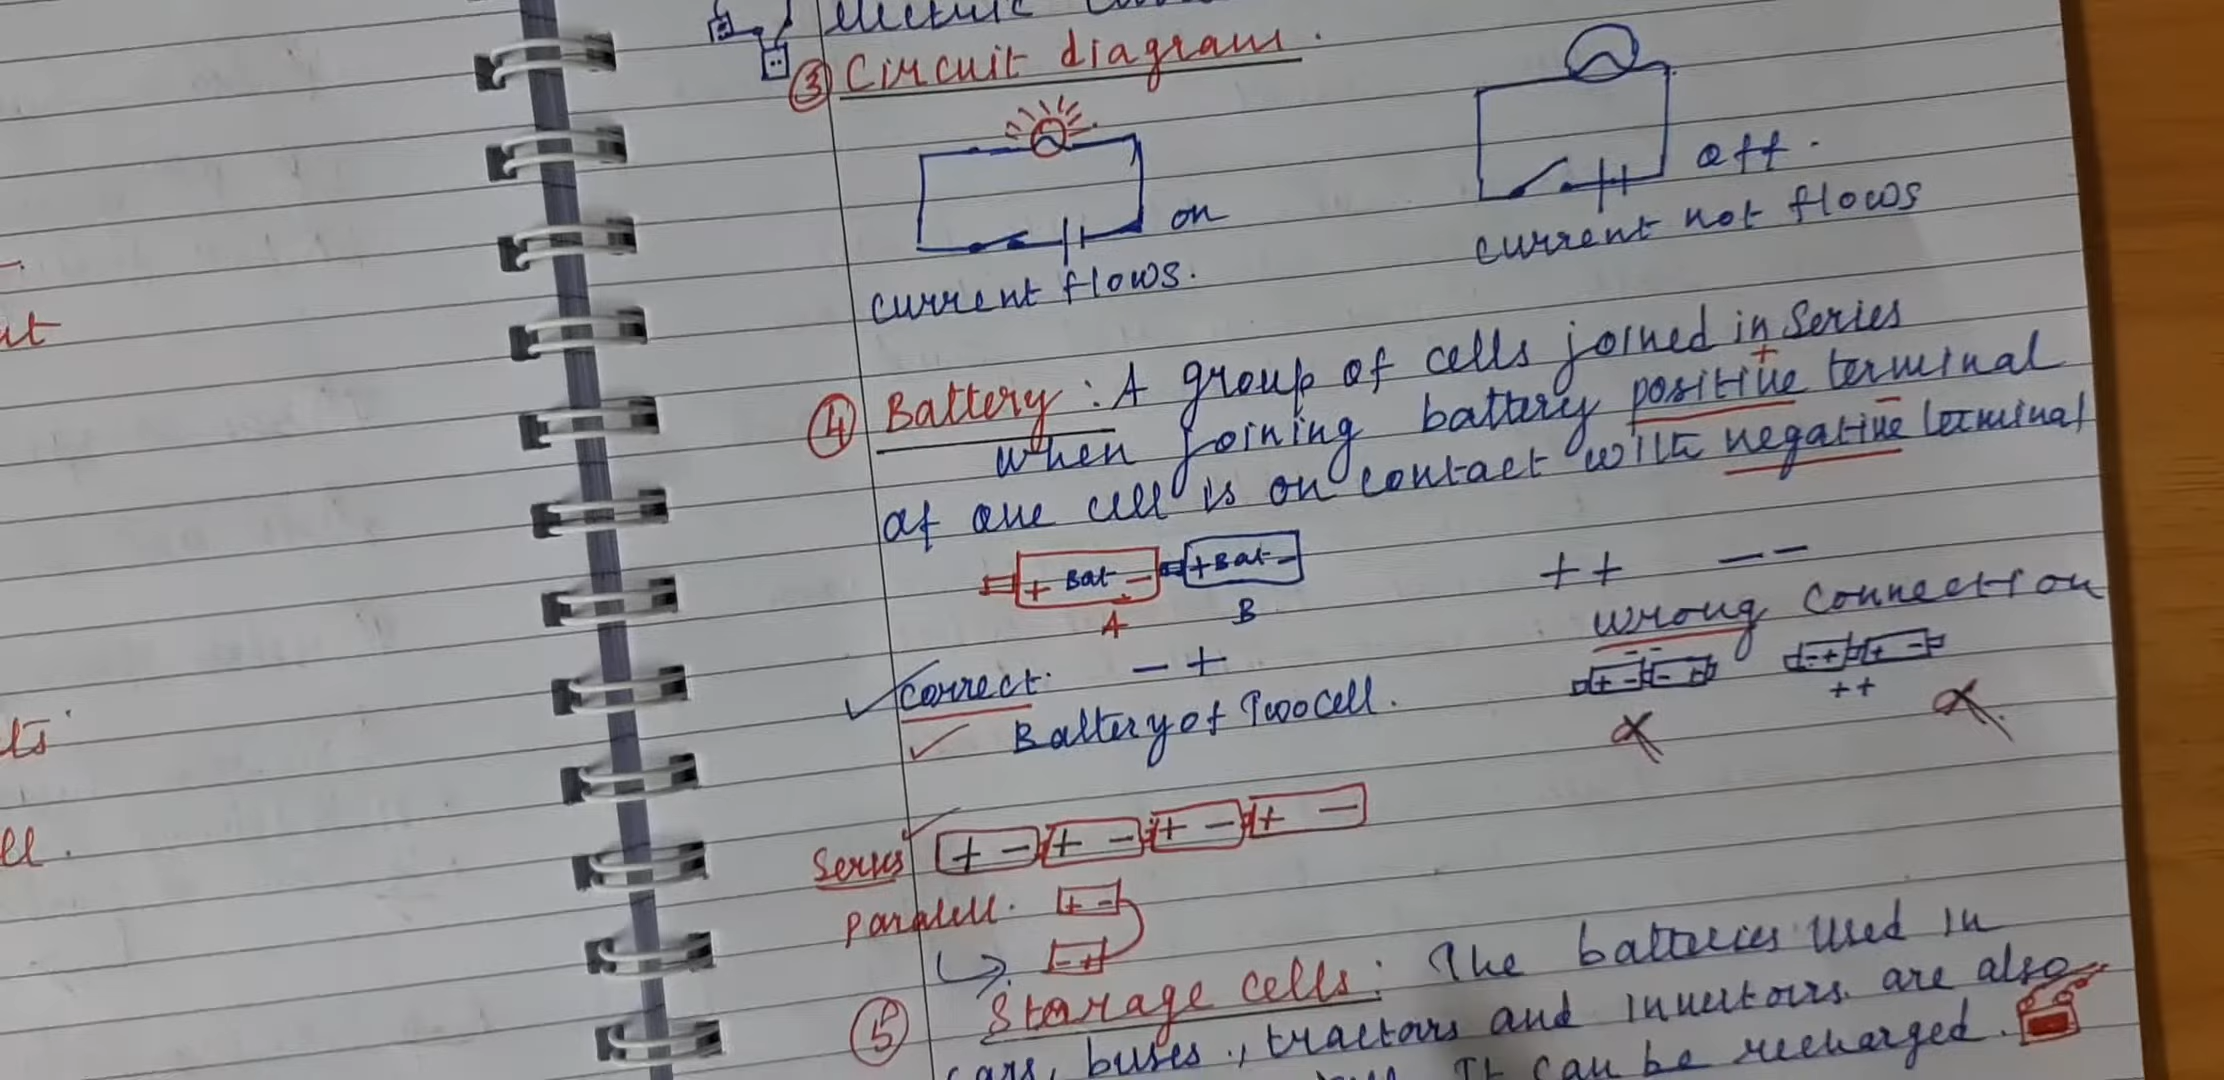 electric
③ Circuit diagram.
on
off.
current flows.
current not flows
④ Battery : A group of cells joined in series
+
when joining battery positive terminal
−
of one cell is on contact with negative terminal
+ Bat −
+ Bat −
A
B
+ +
− −
wrong connection
Correct.
− +
− −
+ −
− +
− +
+ −
+ +
Battery of Two cell.
Series
+ −
+ −
+ −
+ −
Parallell.
+ −
− +
⑤ Storage cells : The batteries used in
cars, buses, tractors and invertors. are also
It can be recharged.